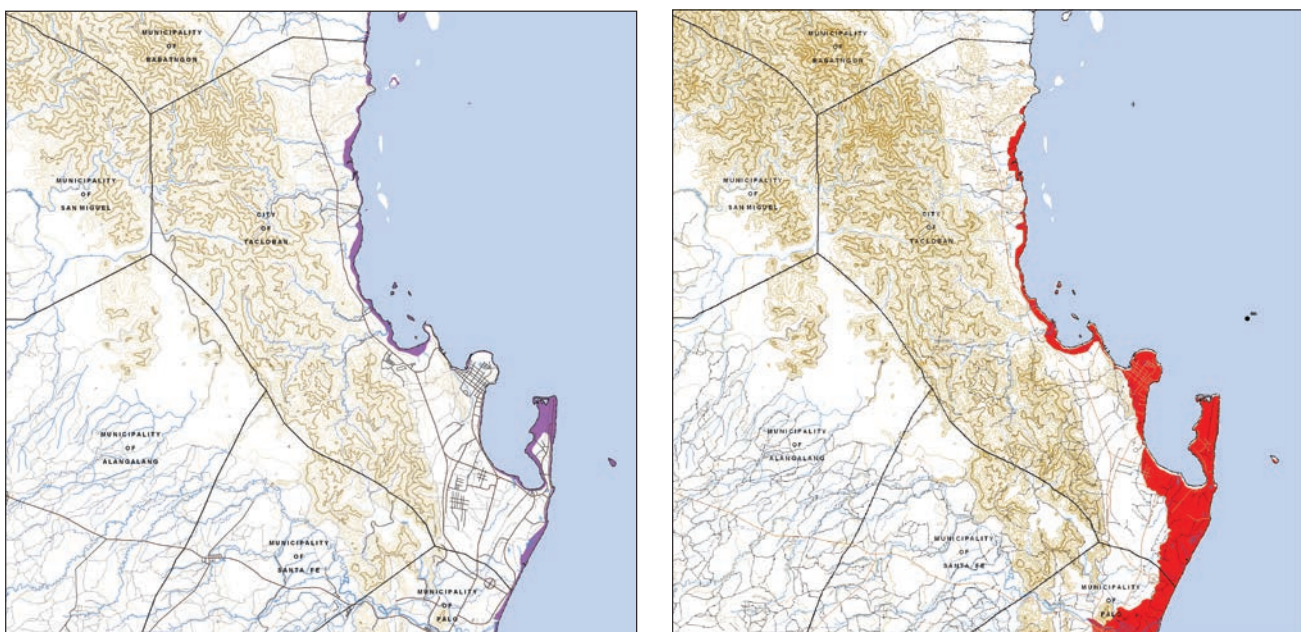 MUNICIPALITY
OF
BABATNGON
MUNICIPALITY
OF
SAN MIGUEL
CITY
OF
TACLOBAN
MUNICIPALITY
OF
ALANGALANG
MUNICIPALITY
OF
SANTA FE
MUNICIPALITY
OF
PALO
MUNICIPALITY
OF
BABATNGON
MUNICIPALITY
OF
SAN MIGUEL
CITY
OF
TACLOBAN
MUNICIPALITY
OF
ALANGALANG
MUNICIPALITY
OF
SANTA FE
MUNICIPALITY
OF
PALO